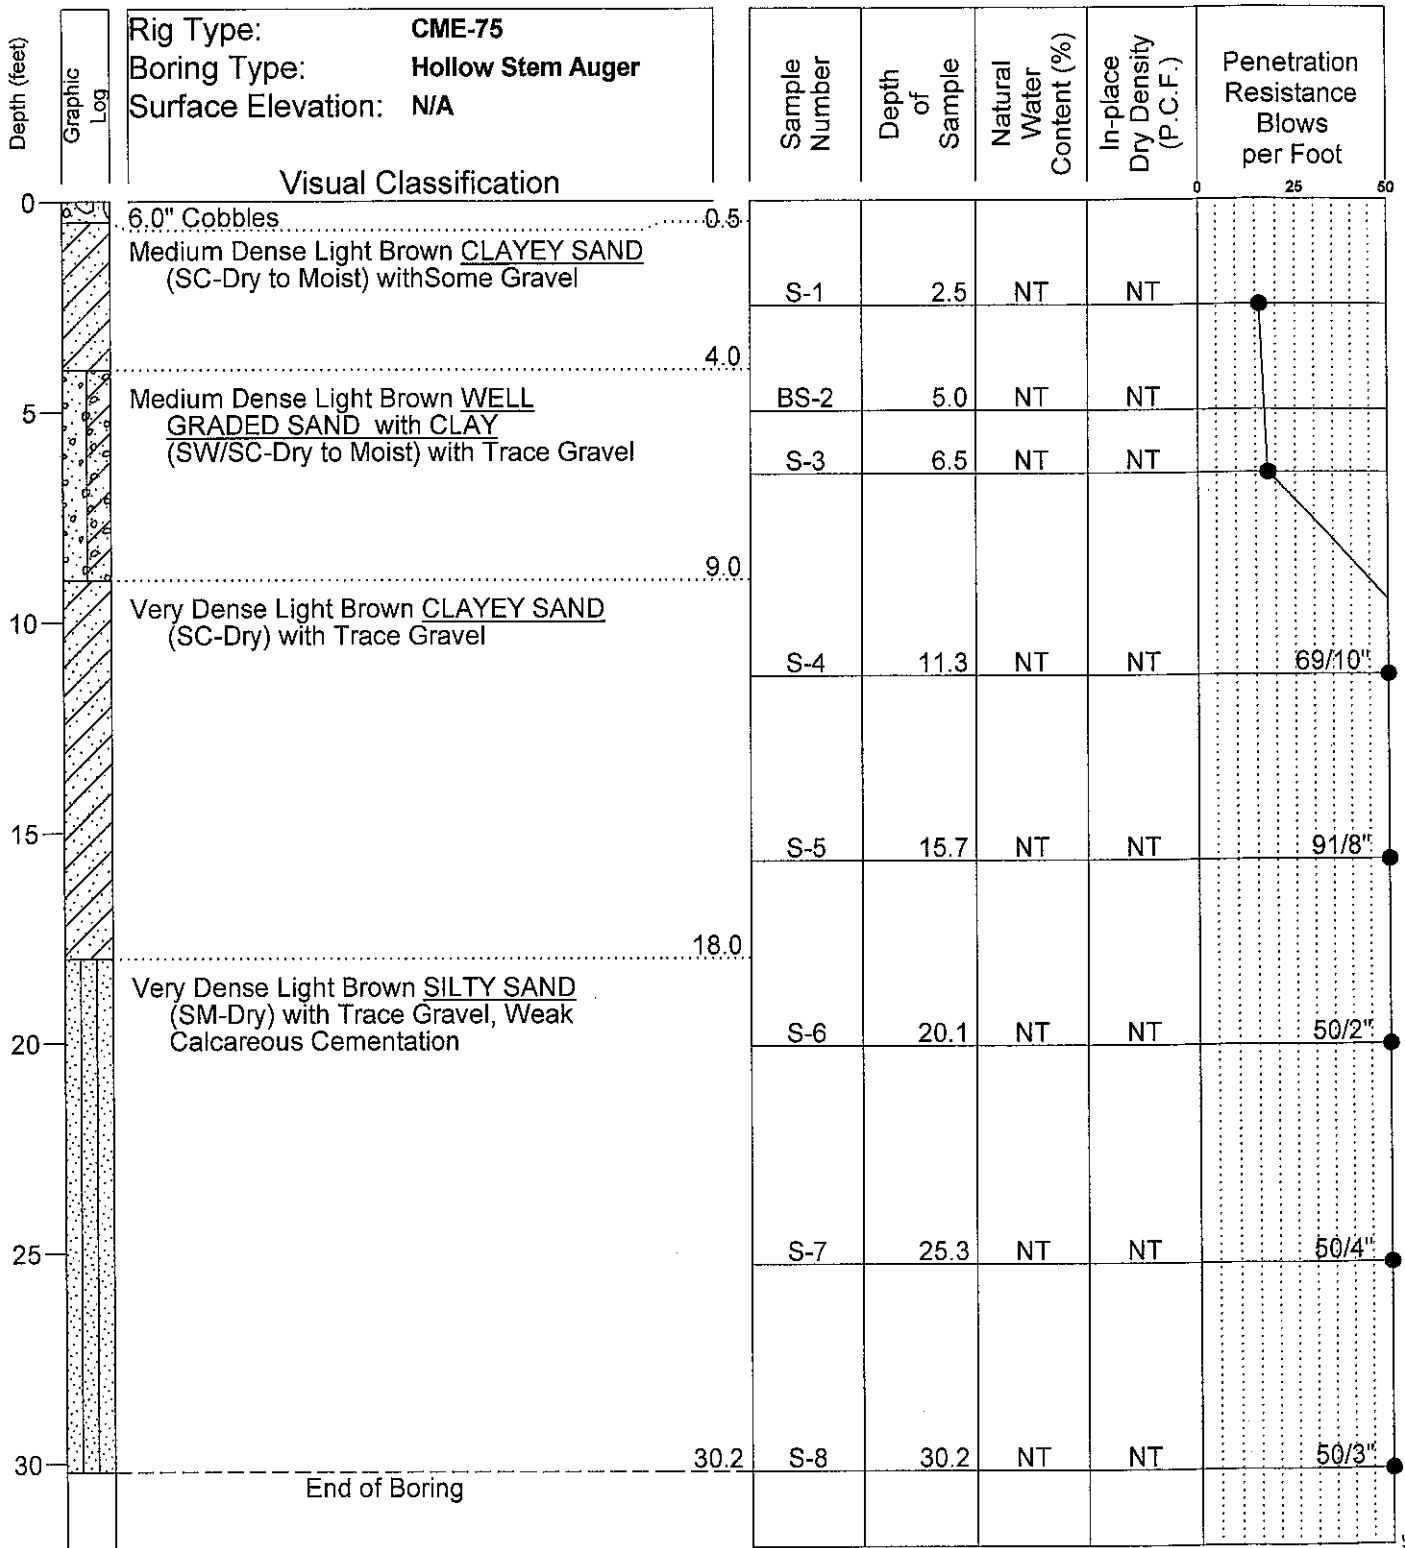 Depth (feet)
Graphic
Log
Rig Type: CME-75
Boring Type: Hollow Stem Auger
Surface Elevation: N/A
Visual Classification
Sample
Number
Depth
of
Sample
Natural
Water
Content (%)
In-place
Dry Density
(P.C.F.)
Penetration
Resistance
Blows
per Foot
0 25 50
0
6.0" Cobbles 0.5
Medium Dense Light Brown CLAYEY SAND
(SC-Dry to Moist) withSome Gravel
S-1 2.5 NT NT
4.0
Medium Dense Light Brown WELL
GRADED SAND with CLAY
(SW/SC-Dry to Moist) with Trace Gravel
5
BS-2 5.0 NT NT
S-3 6.5 NT NT
9.0
Very Dense Light Brown CLAYEY SAND
(SC-Dry) with Trace Gravel
10
S-4 11.3 NT NT 69/10"
15
S-5 15.7 NT NT 91/8"
18.0
Very Dense Light Brown SILTY SAND
(SM-Dry) with Trace Gravel, Weak
Calcareous Cementation
20
S-6 20.1 NT NT 50/2"
25
S-7 25.3 NT NT 50/4"
30
30.2 S-8 30.2 NT NT 50/3"
End of Boring